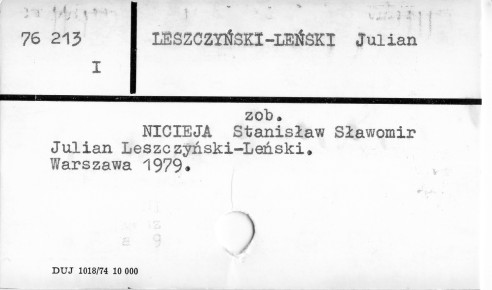 76 213
I
LESZCZYŃSKI-LEŃSKI Julian
zob.
NICIEJA Stanisław Sławomir
Julian Leszczyński-Leński.
Warszawa 1979.
DUJ 1018/74 10 000